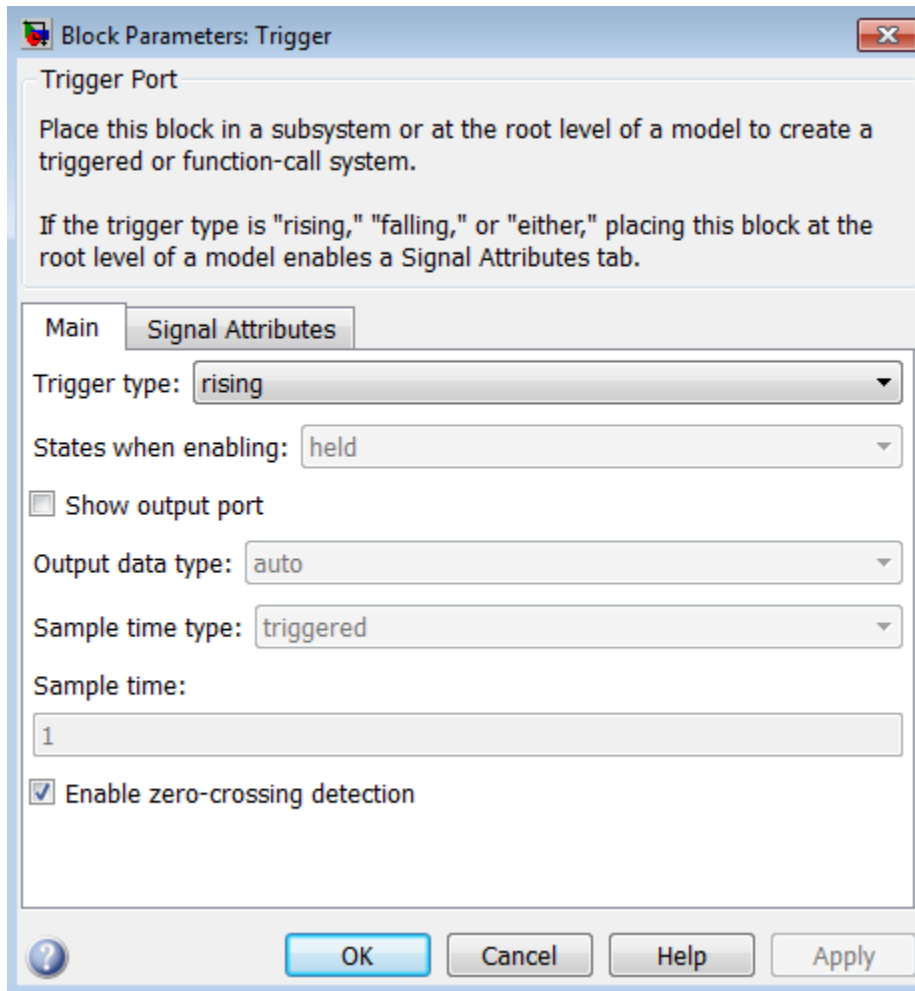 Block Parameters: Trigger
Trigger Port
Place this block in a subsystem or at the root level of a model to create a
triggered or function-call system.
If the trigger type is "rising," "falling," or "either," placing this block at the
root level of a model enables a Signal Attributes tab.
Main Signal Attributes
Trigger type: rising
States when enabling: held
Show output port
Output data type: auto
Sample time type: triggered
Sample time:
1
Enable zero-crossing detection
? OK Cancel Help Apply